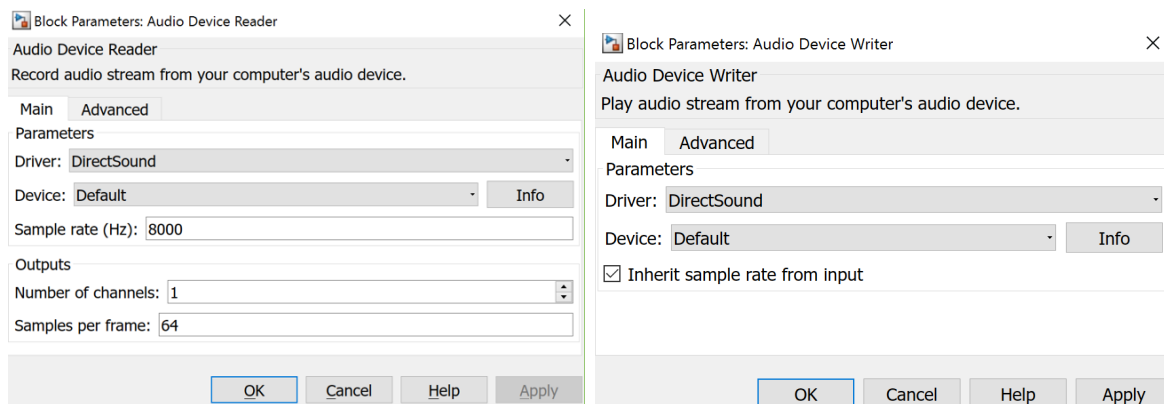 Block Parameters: Audio Device Reader
Audio Device Reader
Record audio stream from your computer's audio device.
Main Advanced
Parameters
Driver: DirectSound
Device: Default Info
Sample rate (Hz): 8000
Outputs
Number of channels: 1
Samples per frame: 64
OK Cancel Help Apply
Block Parameters: Audio Device Writer
Audio Device Writer
Play audio stream from your computer's audio device.
Main Advanced
Parameters
Driver: DirectSound
Device: Default Info
Inherit sample rate from input
OK Cancel Help Apply